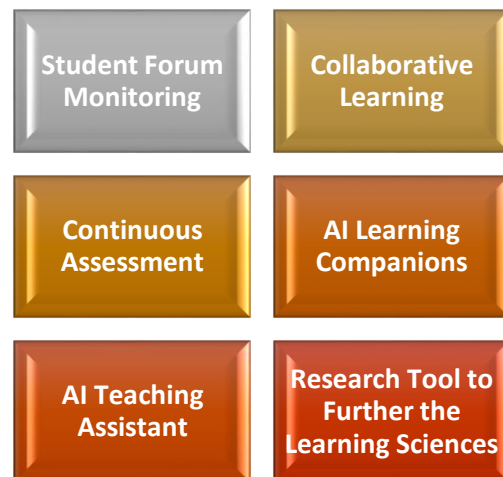 Student Forum
Monitoring
Collaborative
Learning
Continuous
Assessment
AI Learning
Companions
AI Teaching
Assistant
Research Tool to
Further the
Learning Sciences